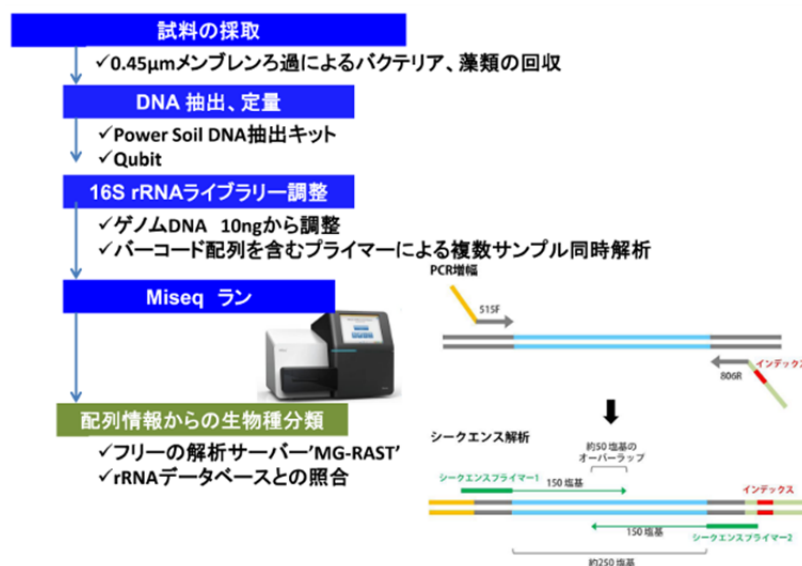 試料の採取
✓0.45μmメンブレンろ過によるバクテリア、藻類の回収
DNA 抽出、定量
✓Power Soil DNA抽出キット
✓Qubit
16S rRNAライブラリー調整
✓ゲノムDNA 10ngから調整
✓バーコード配列を含むプライマーによる複数サンプル同時解析
Miseq ラン
配列情報からの生物種分類
✓フリーの解析サーバー'MG-RAST'
✓rRNAデータベースとの照合
PCR増幅
515F
806R
インデックス
シークエンス解析
約50塩基の
オーバーラップ
シークエンスプライマー1
150 塩基
インデックス
150 塩基
シークエンスプライマー2
約250塩基